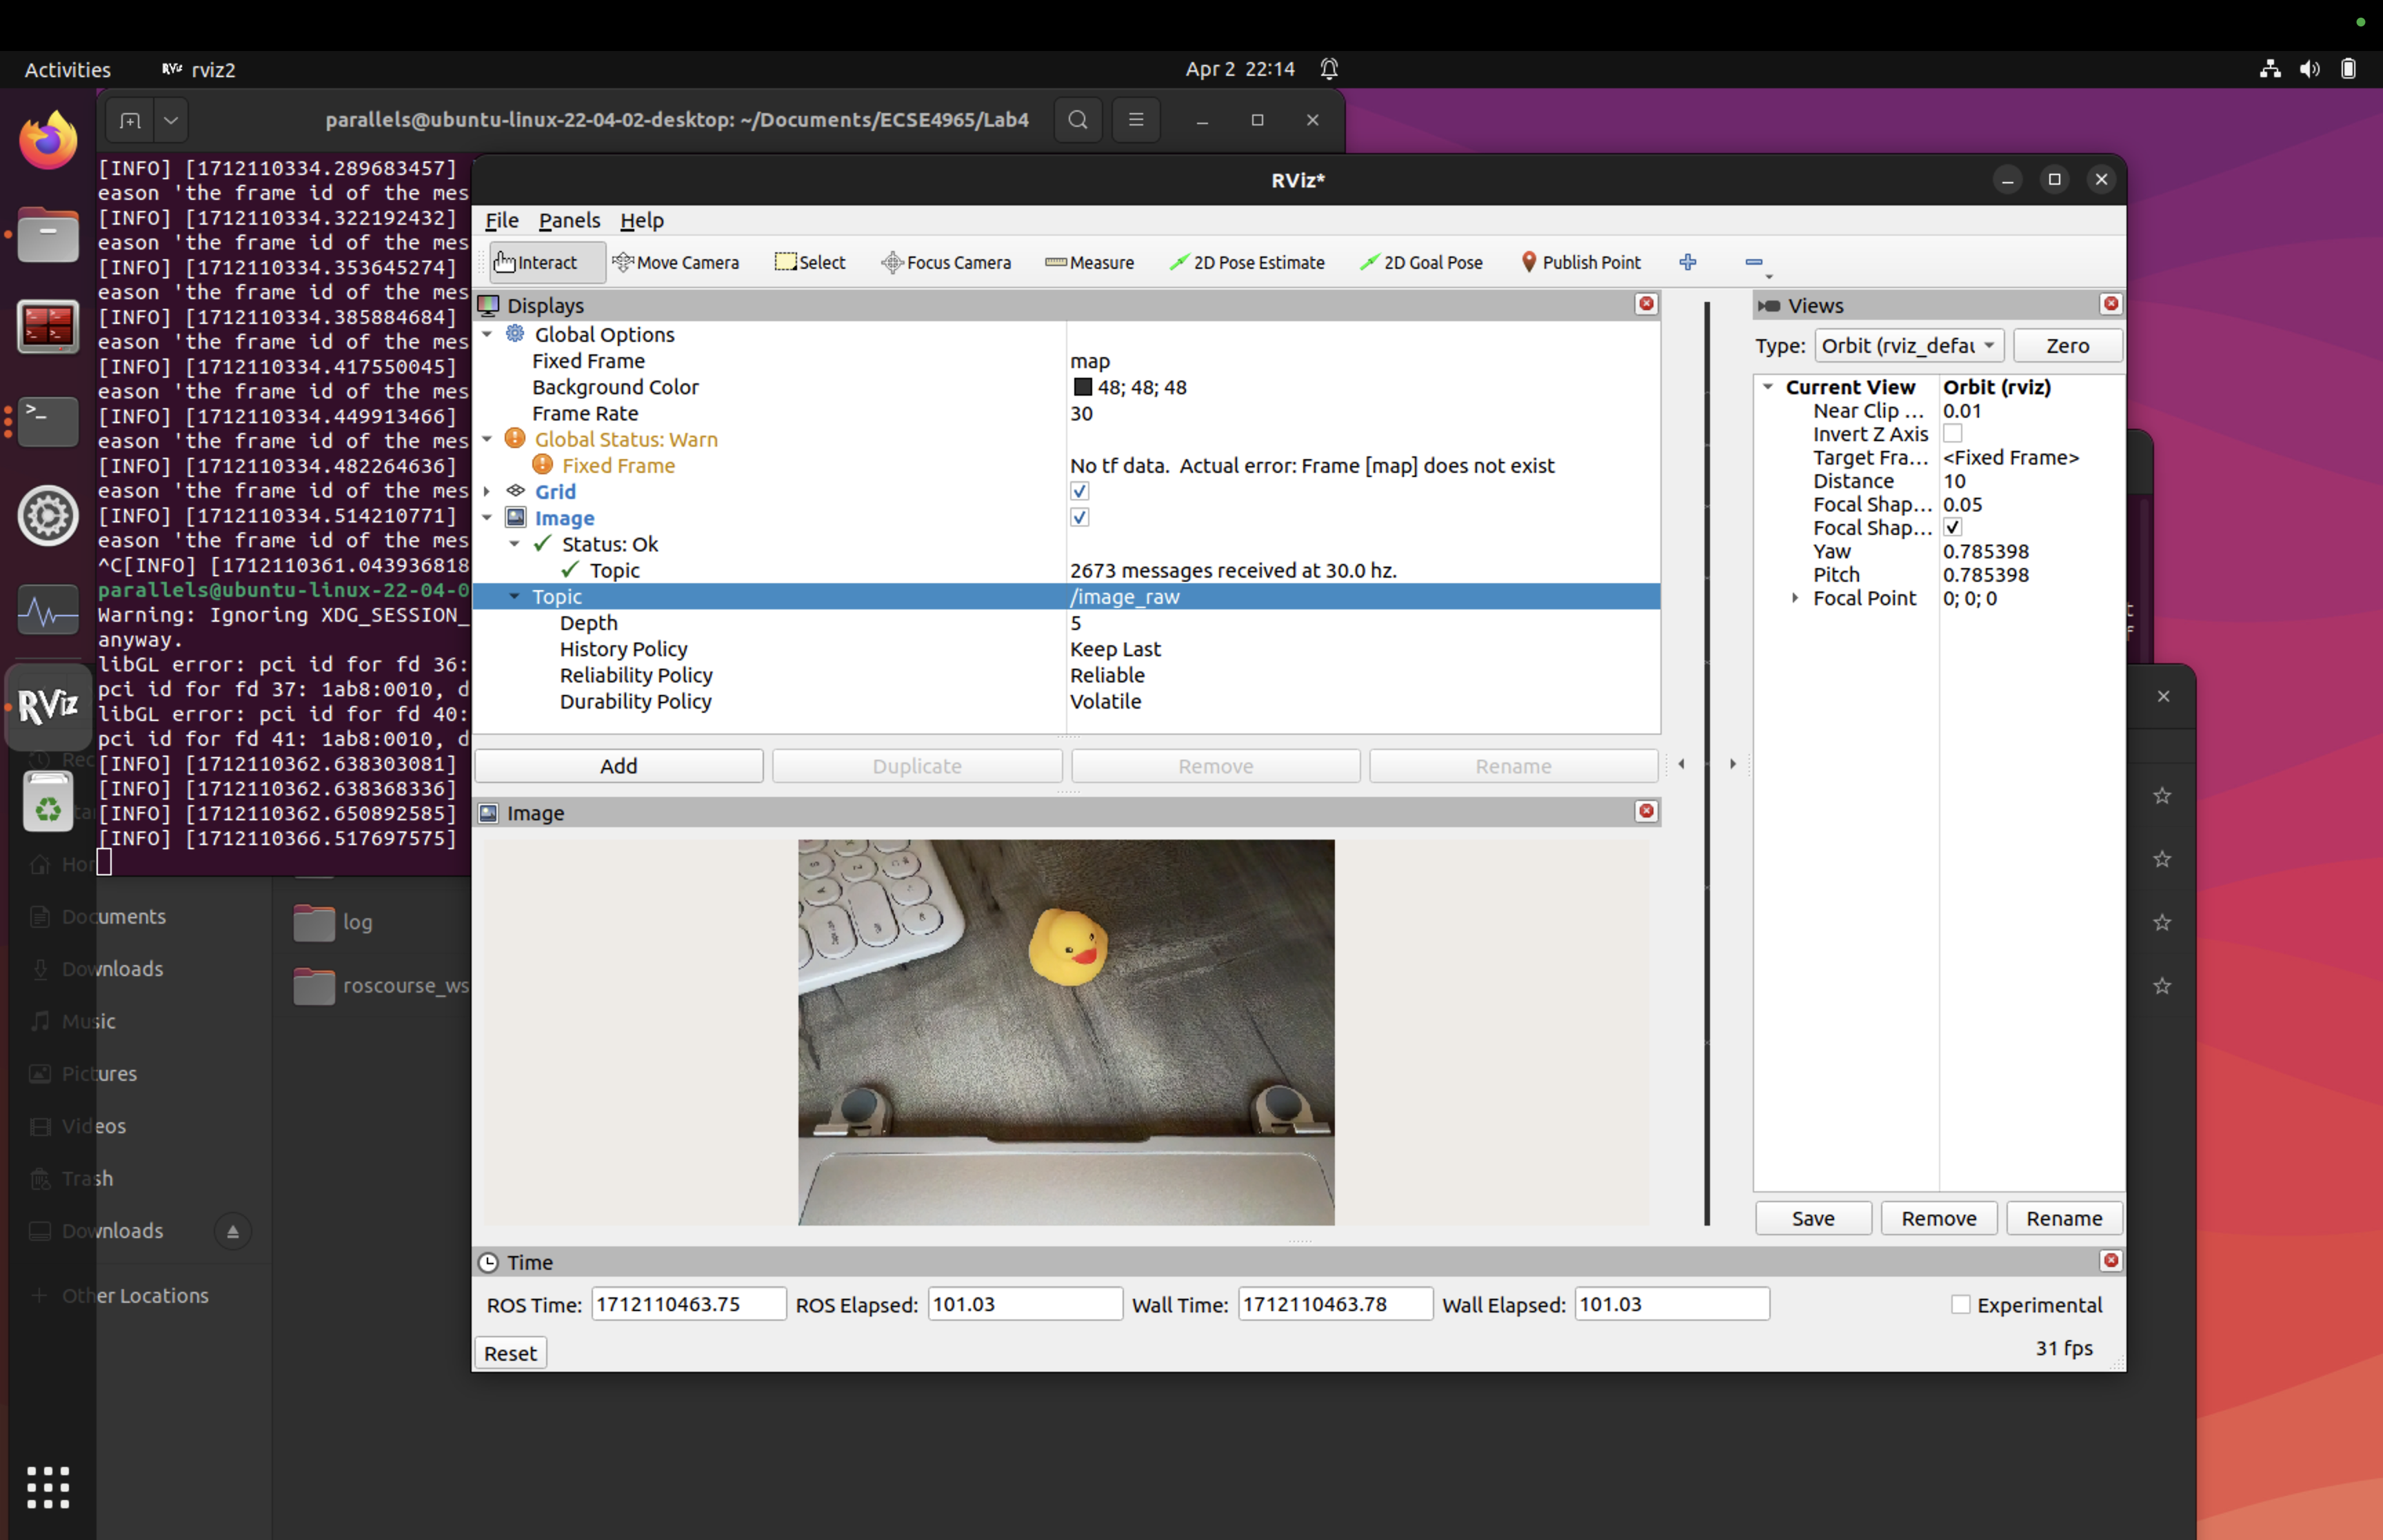 Activities
rviz2
Apr 2 22:14
parallels@ubuntu-linux-22-04-02-desktop: ~/Documents/ECSE4965/Lab4
[INFO] [1712110334.289683457]
eason 'the frame id of the mes
[INFO] [1712110334.322192432]
eason 'the frame id of the mes
[INFO] [1712110334.353645274]
eason 'the frame id of the mes
[INFO] [1712110334.385884684]
eason 'the frame id of the mes
[INFO] [1712110334.417550045]
eason 'the frame id of the mes
[INFO] [1712110334.449913466]
eason 'the frame id of the mes
[INFO] [1712110334.482264636]
eason 'the frame id of the mes
[INFO] [1712110334.514210771]
eason 'the frame id of the mes
^C[INFO] [1712110361.043936818
parallels@ubuntu-linux-22-04-0
Warning: Ignoring XDG_SESSION_
anyway.
libGL error: pci id for fd 36:
pci id for fd 37: 1ab8:0010, d
libGL error: pci id for fd 40:
pci id for fd 41: 1ab8:0010, d
[INFO] [1712110362.638303081]
[INFO] [1712110362.638368336]
[INFO] [1712110362.650892585]
[INFO] [1712110366.517697575]
RViz
Documents
Downloads
Music
Pictures
Videos
Trash
Downloads
Other Locations
log
roscourse_ws
RViz*
File Panels Help
Interact Move Camera Select Focus Camera Measure 2D Pose Estimate 2D Goal Pose Publish Point
Displays
Global Options
Fixed Frame map
Background Color 48; 48; 48
Frame Rate 30
Global Status: Warn
Fixed Frame No tf data. Actual error: Frame [map] does not exist
Grid
Image
Status: Ok
Topic 2673 messages received at 30.0 hz.
Topic /image_raw
Depth 5
History Policy Keep Last
Reliability Policy Reliable
Durability Policy Volatile
Add Duplicate Remove Rename
Image
Views
Type: Orbit (rviz_defau Zero
Current View Orbit (rviz)
Near Clip ... 0.01
Invert Z Axis
Target Fra... <Fixed Frame>
Distance 10
Focal Shap... 0.05
Focal Shap...
Yaw 0.785398
Pitch 0.785398
Focal Point 0; 0; 0
Save Remove Rename
Time
ROS Time: 1712110463.75 ROS Elapsed: 101.03 Wall Time: 1712110463.78 Wall Elapsed: 101.03 Experimental
Reset 31 fps